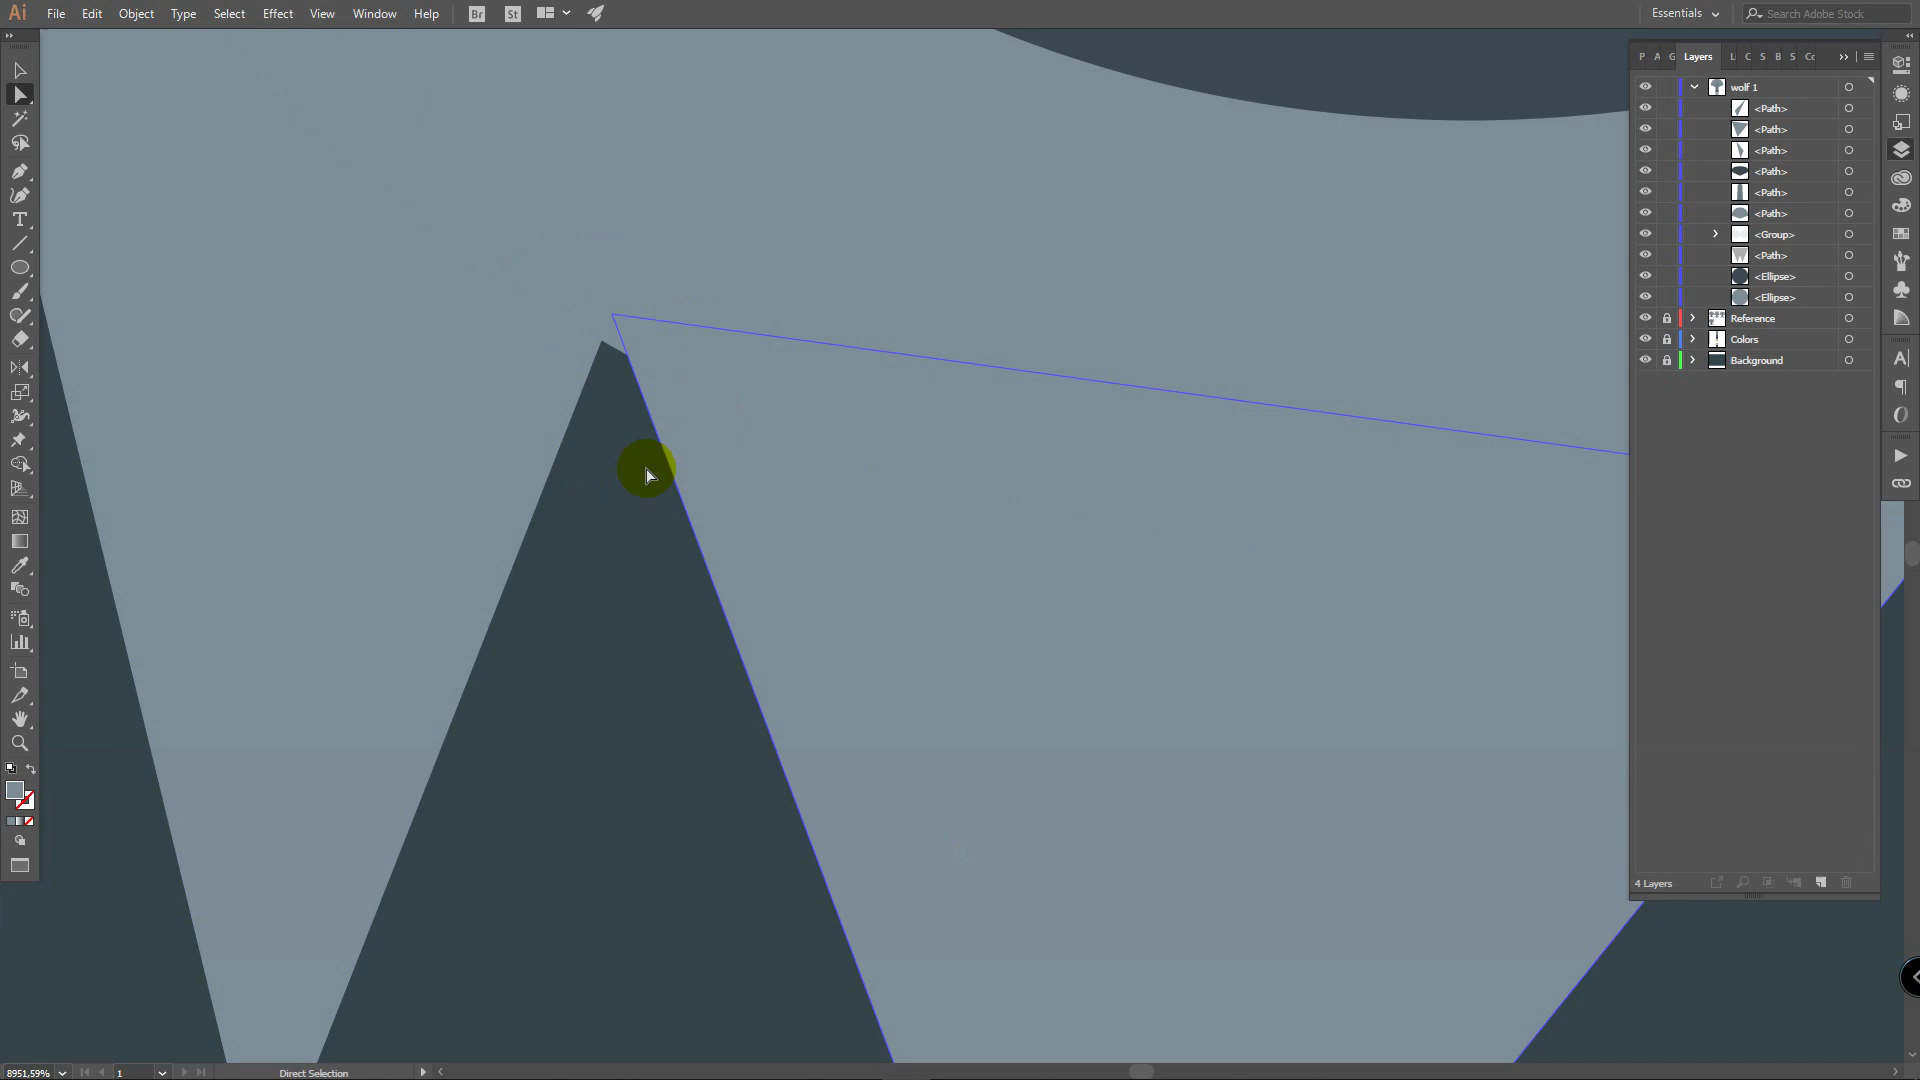 Ai File Edit Object Type Select Effect View Window Help Br St Essentials Search Adobe Stock
P A G Layers L C S B S Cc
wolf 1
<Path>
<Path>
<Path>
<Path>
<Path>
<Path>
<Group>
<Path>
<Ellipse>
<Ellipse>
Reference
Colors
Background
4 Layers
8951,59% 1 Direct Selection